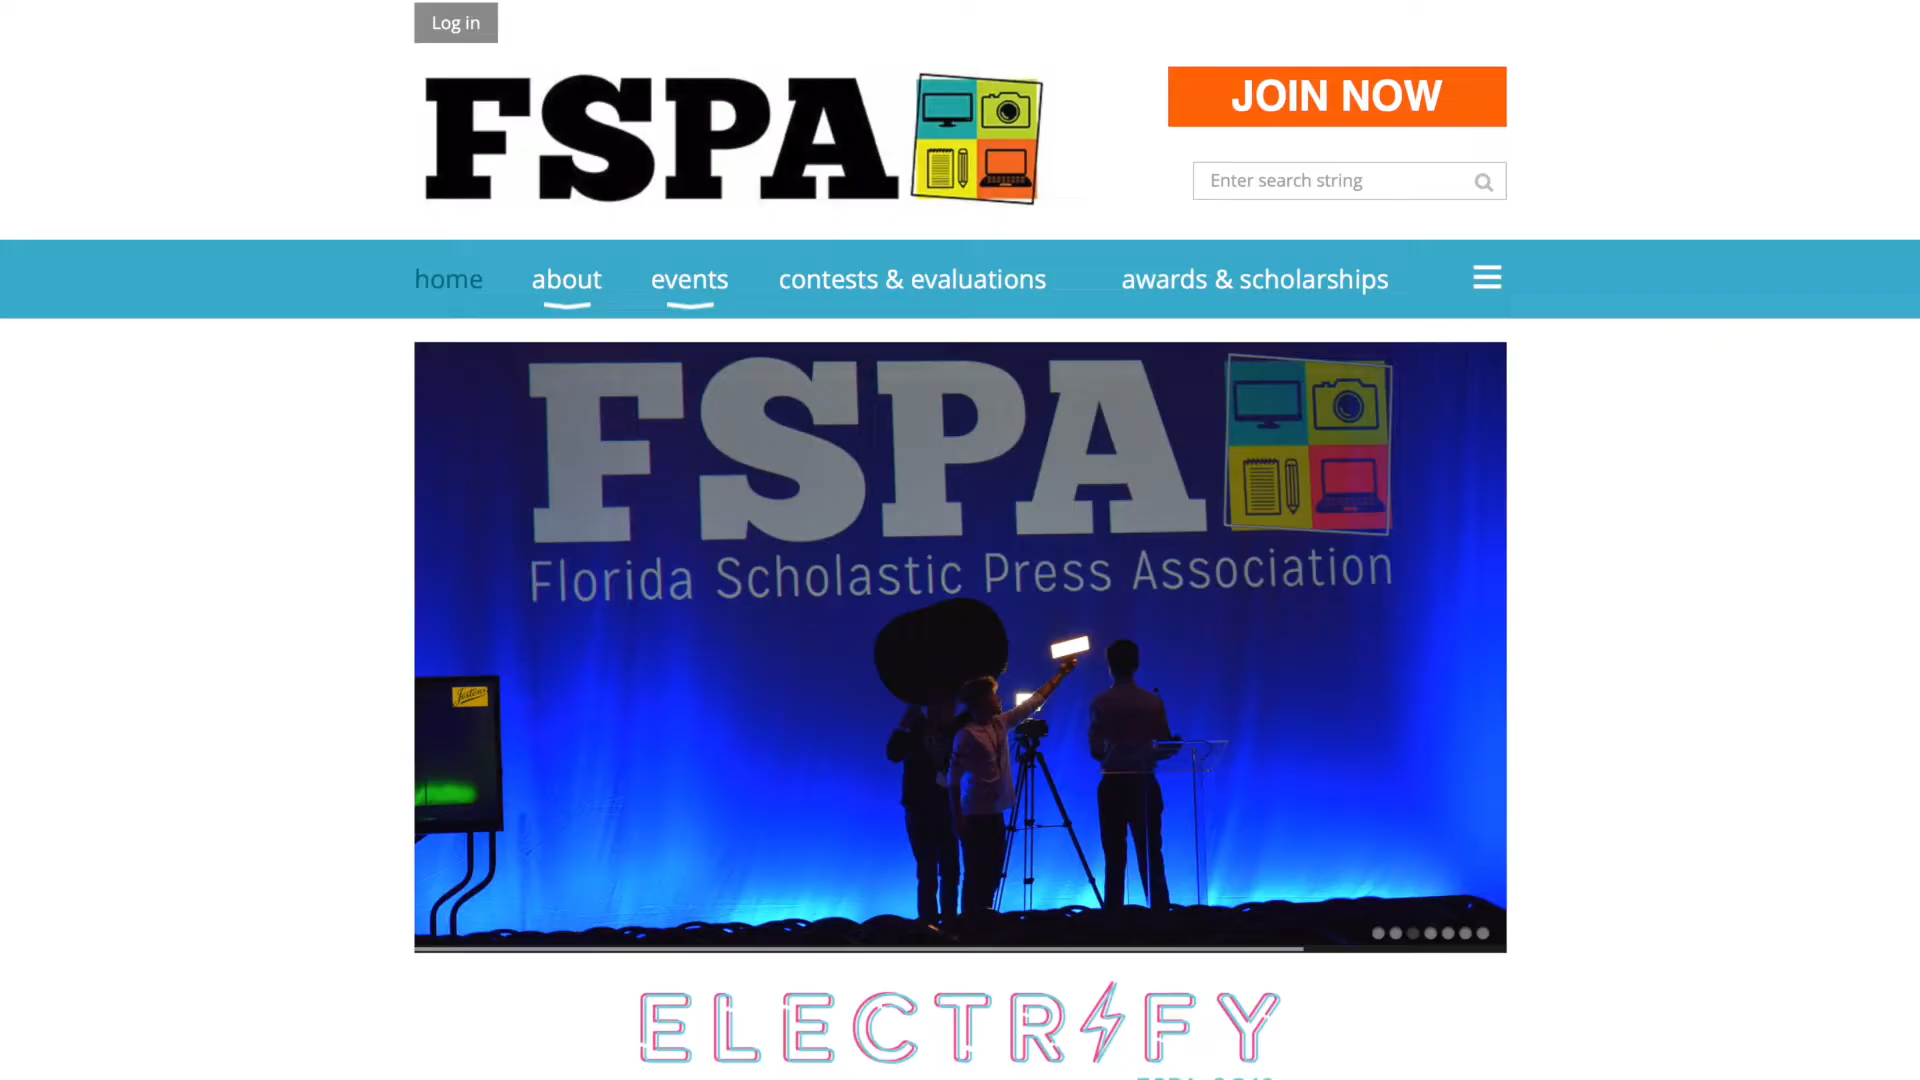 Log in
FSPA
JOIN NOW
Enter search string
home
about
events
contests & evaluations
awards & scholarships
FSPA
Florida Scholastic Press Association
Jostens
ELECTRIFY